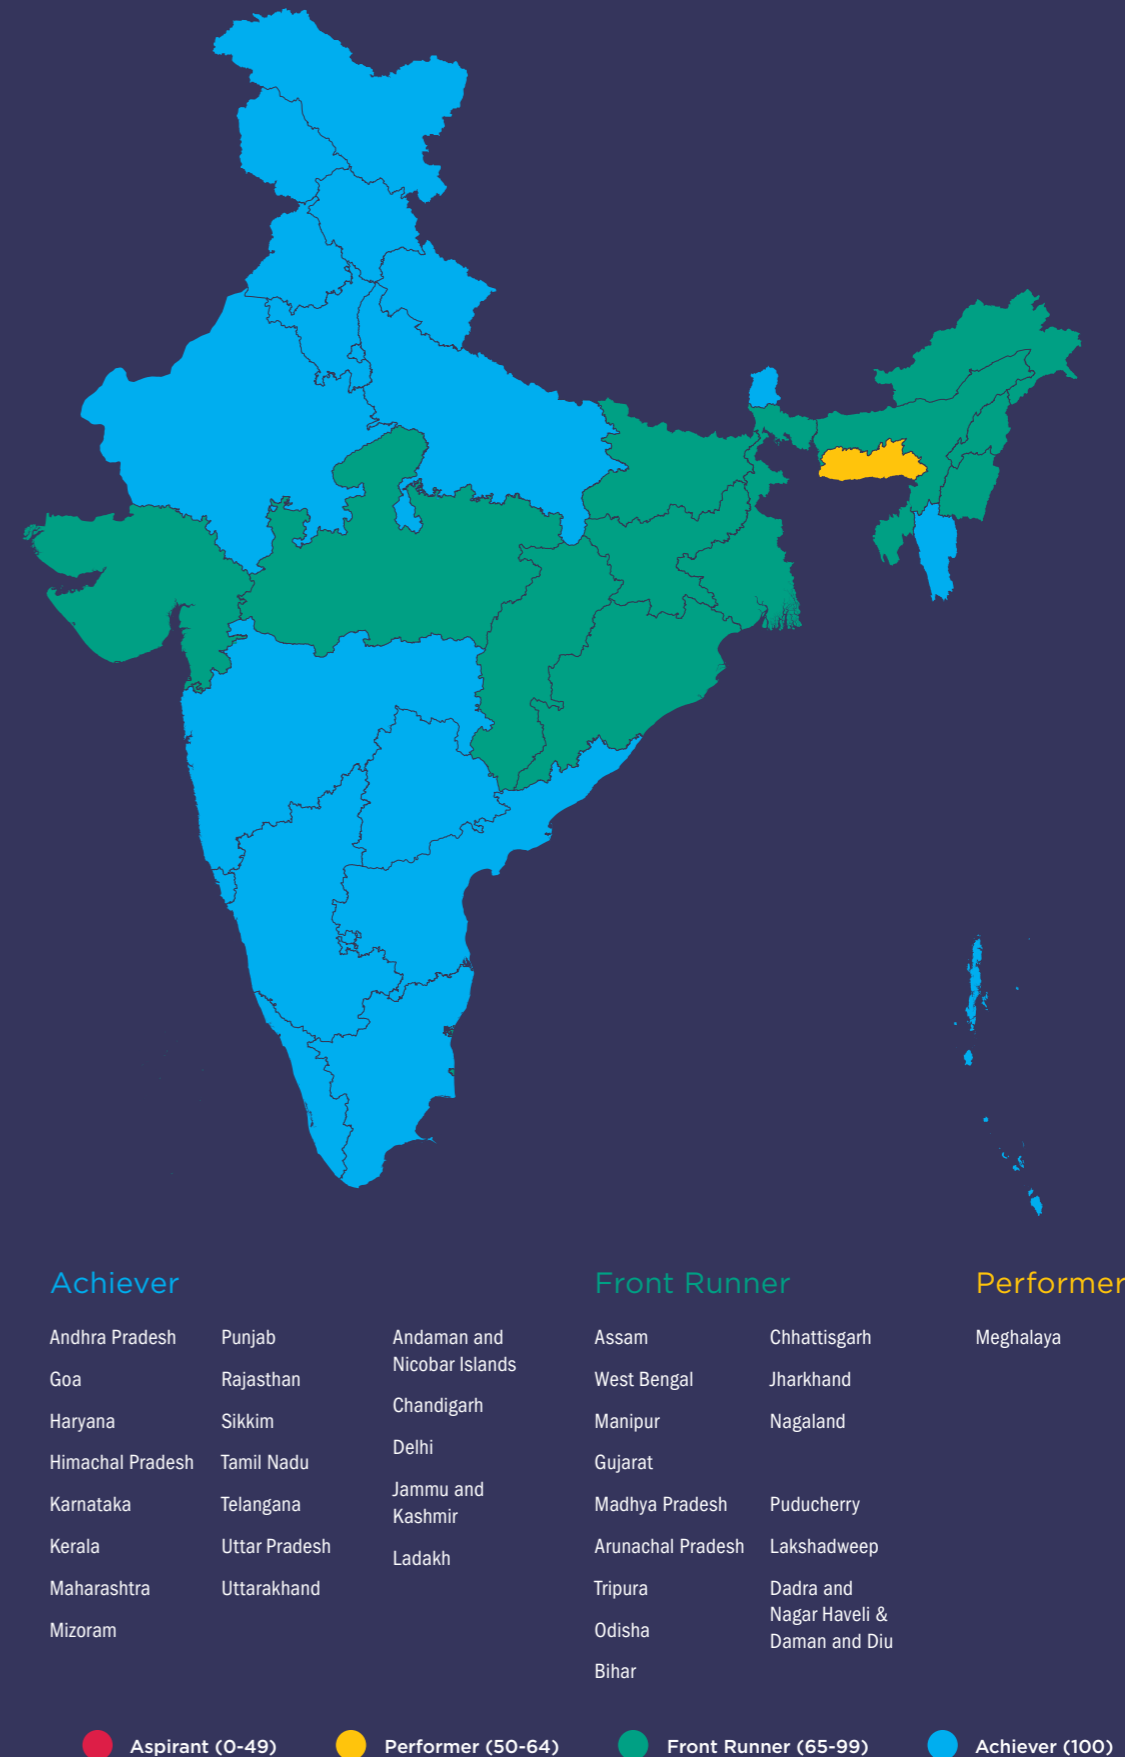 Achiever
Andhra Pradesh
Goa
Haryana
Himachal Pradesh
Karnataka
Kerala
Maharashtra
Mizoram
Punjab
Rajasthan
Sikkim
Tamil Nadu
Telangana
Uttar Pradesh
Uttarakhand
Andaman and
Nicobar Islands
Chandigarh
Delhi
Jammu and
Kashmir
Ladakh
Front Runner
Assam
West Bengal
Manipur
Gujarat
Madhya Pradesh
Arunachal Pradesh
Tripura
Odisha
Bihar
Chhattisgarh
Jharkhand
Nagaland
Puducherry
Lakshadweep
Dadra and
Nagar Haveli &
Daman and Diu
Performer
Meghalaya
Aspirant (0-49)
Performer (50-64)
Front Runner (65-99)
Achiever (100)